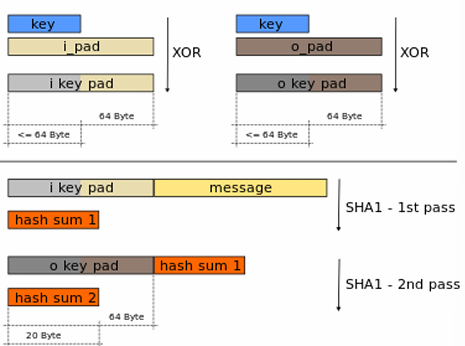 key
i_pad
XOR
i key pad
64 Byte
<= 64 Byte
key
o_pad
XOR
o key pad
64 Byte
<= 64 Byte
i key pad message
SHA1 - 1st pass
hash sum 1
o key pad hash sum 1
SHA1 - 2nd pass
hash sum 2
64 Byte
20 Byte